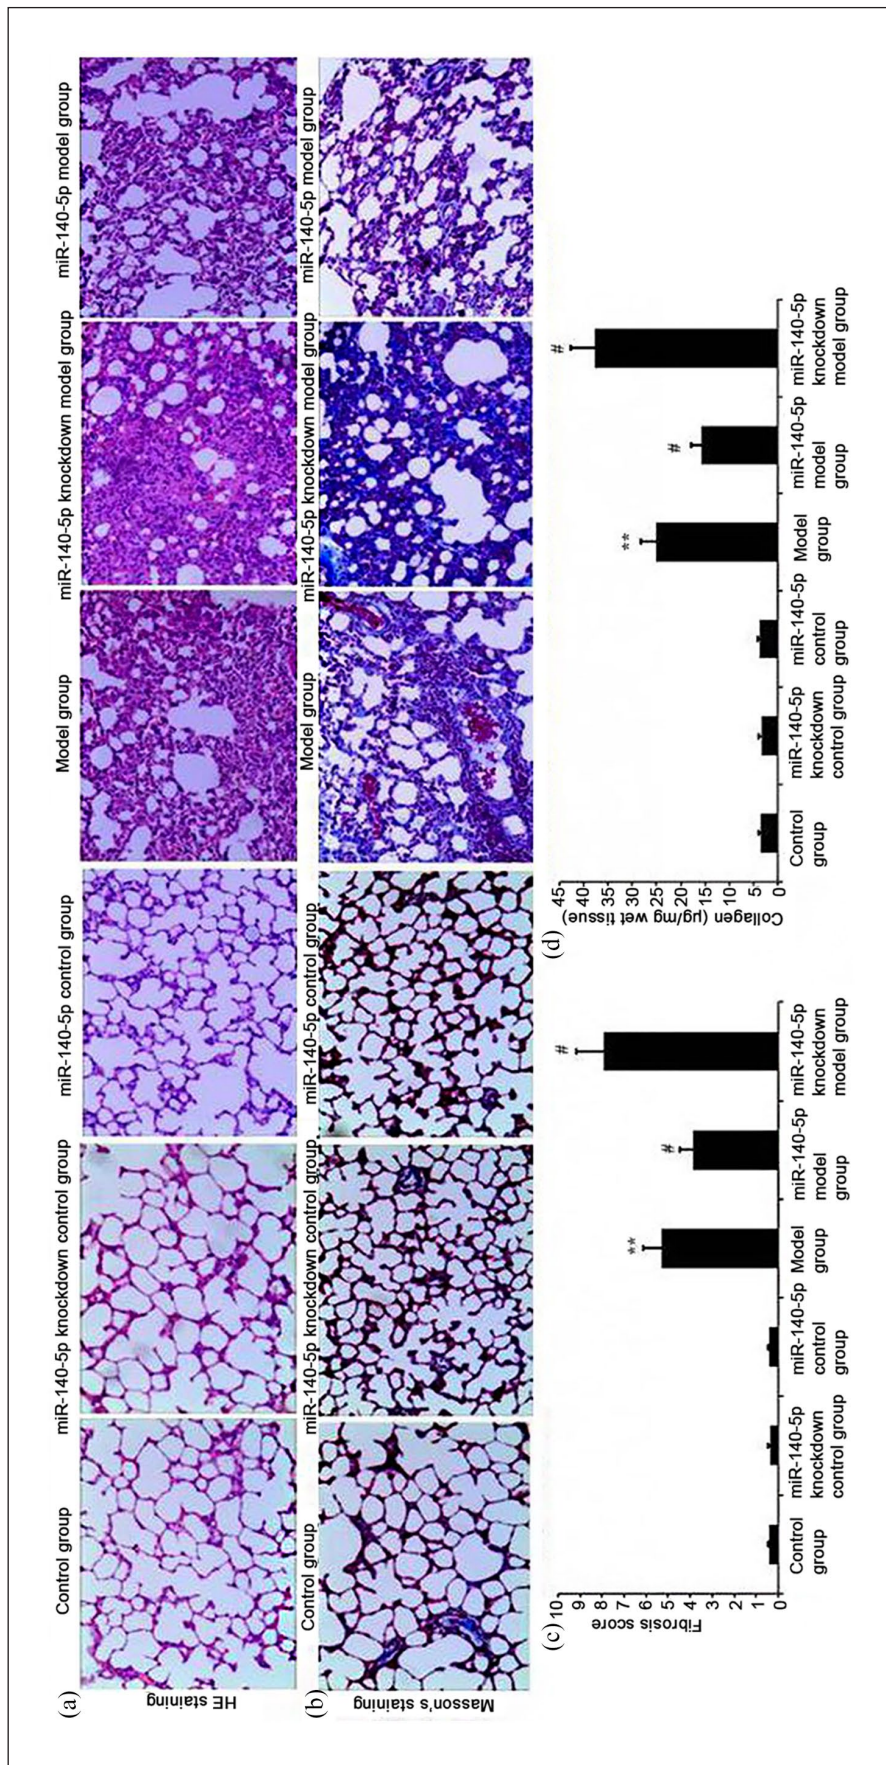 (a)
Control group
miR-140-5p knockdown control group
miR-140-5p control group
Model group
miR-140-5p knockdown model group
miR-140-5p model group
HE staining
(b)
Control group
miR-140-5p knockdown control group
miR-140-5p control group
Model group
miR-140-5p knockdown model group
miR-140-5p model group
Masson's staining
(c)
10
9
8
7
6
5
4
3
2
1
0
Fibrosis score
**
#
#
Control
group
miR-140-5p
knockdown
control group
miR-140-5p
control
group
Model
group
miR-140-5p
model
group
miR-140-5p
knockdown
model group
(d)
45
40
35
30
25
20
15
10
5
0
Collagen (µg/mg wet tissue)
**
#
#
Control
group
miR-140-5p
knockdown
control group
miR-140-5p
control
group
Model
group
miR-140-5p
model
group
miR-140-5p
knockdown
model group